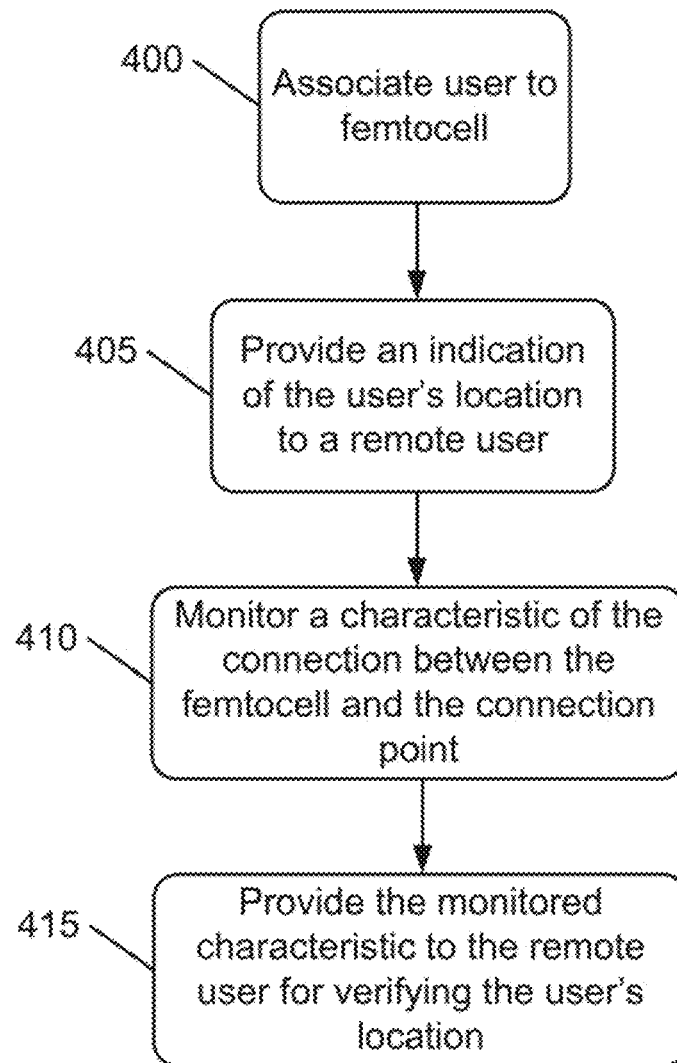 400
Associate user to
femtocell
405
Provide an indication
of the user's location
to a remote user
410
Monitor a characteristic of the
connection between the
femtocell and the connection
point
415
Provide the monitored
characteristic to the remote
user for verifying the user's
location